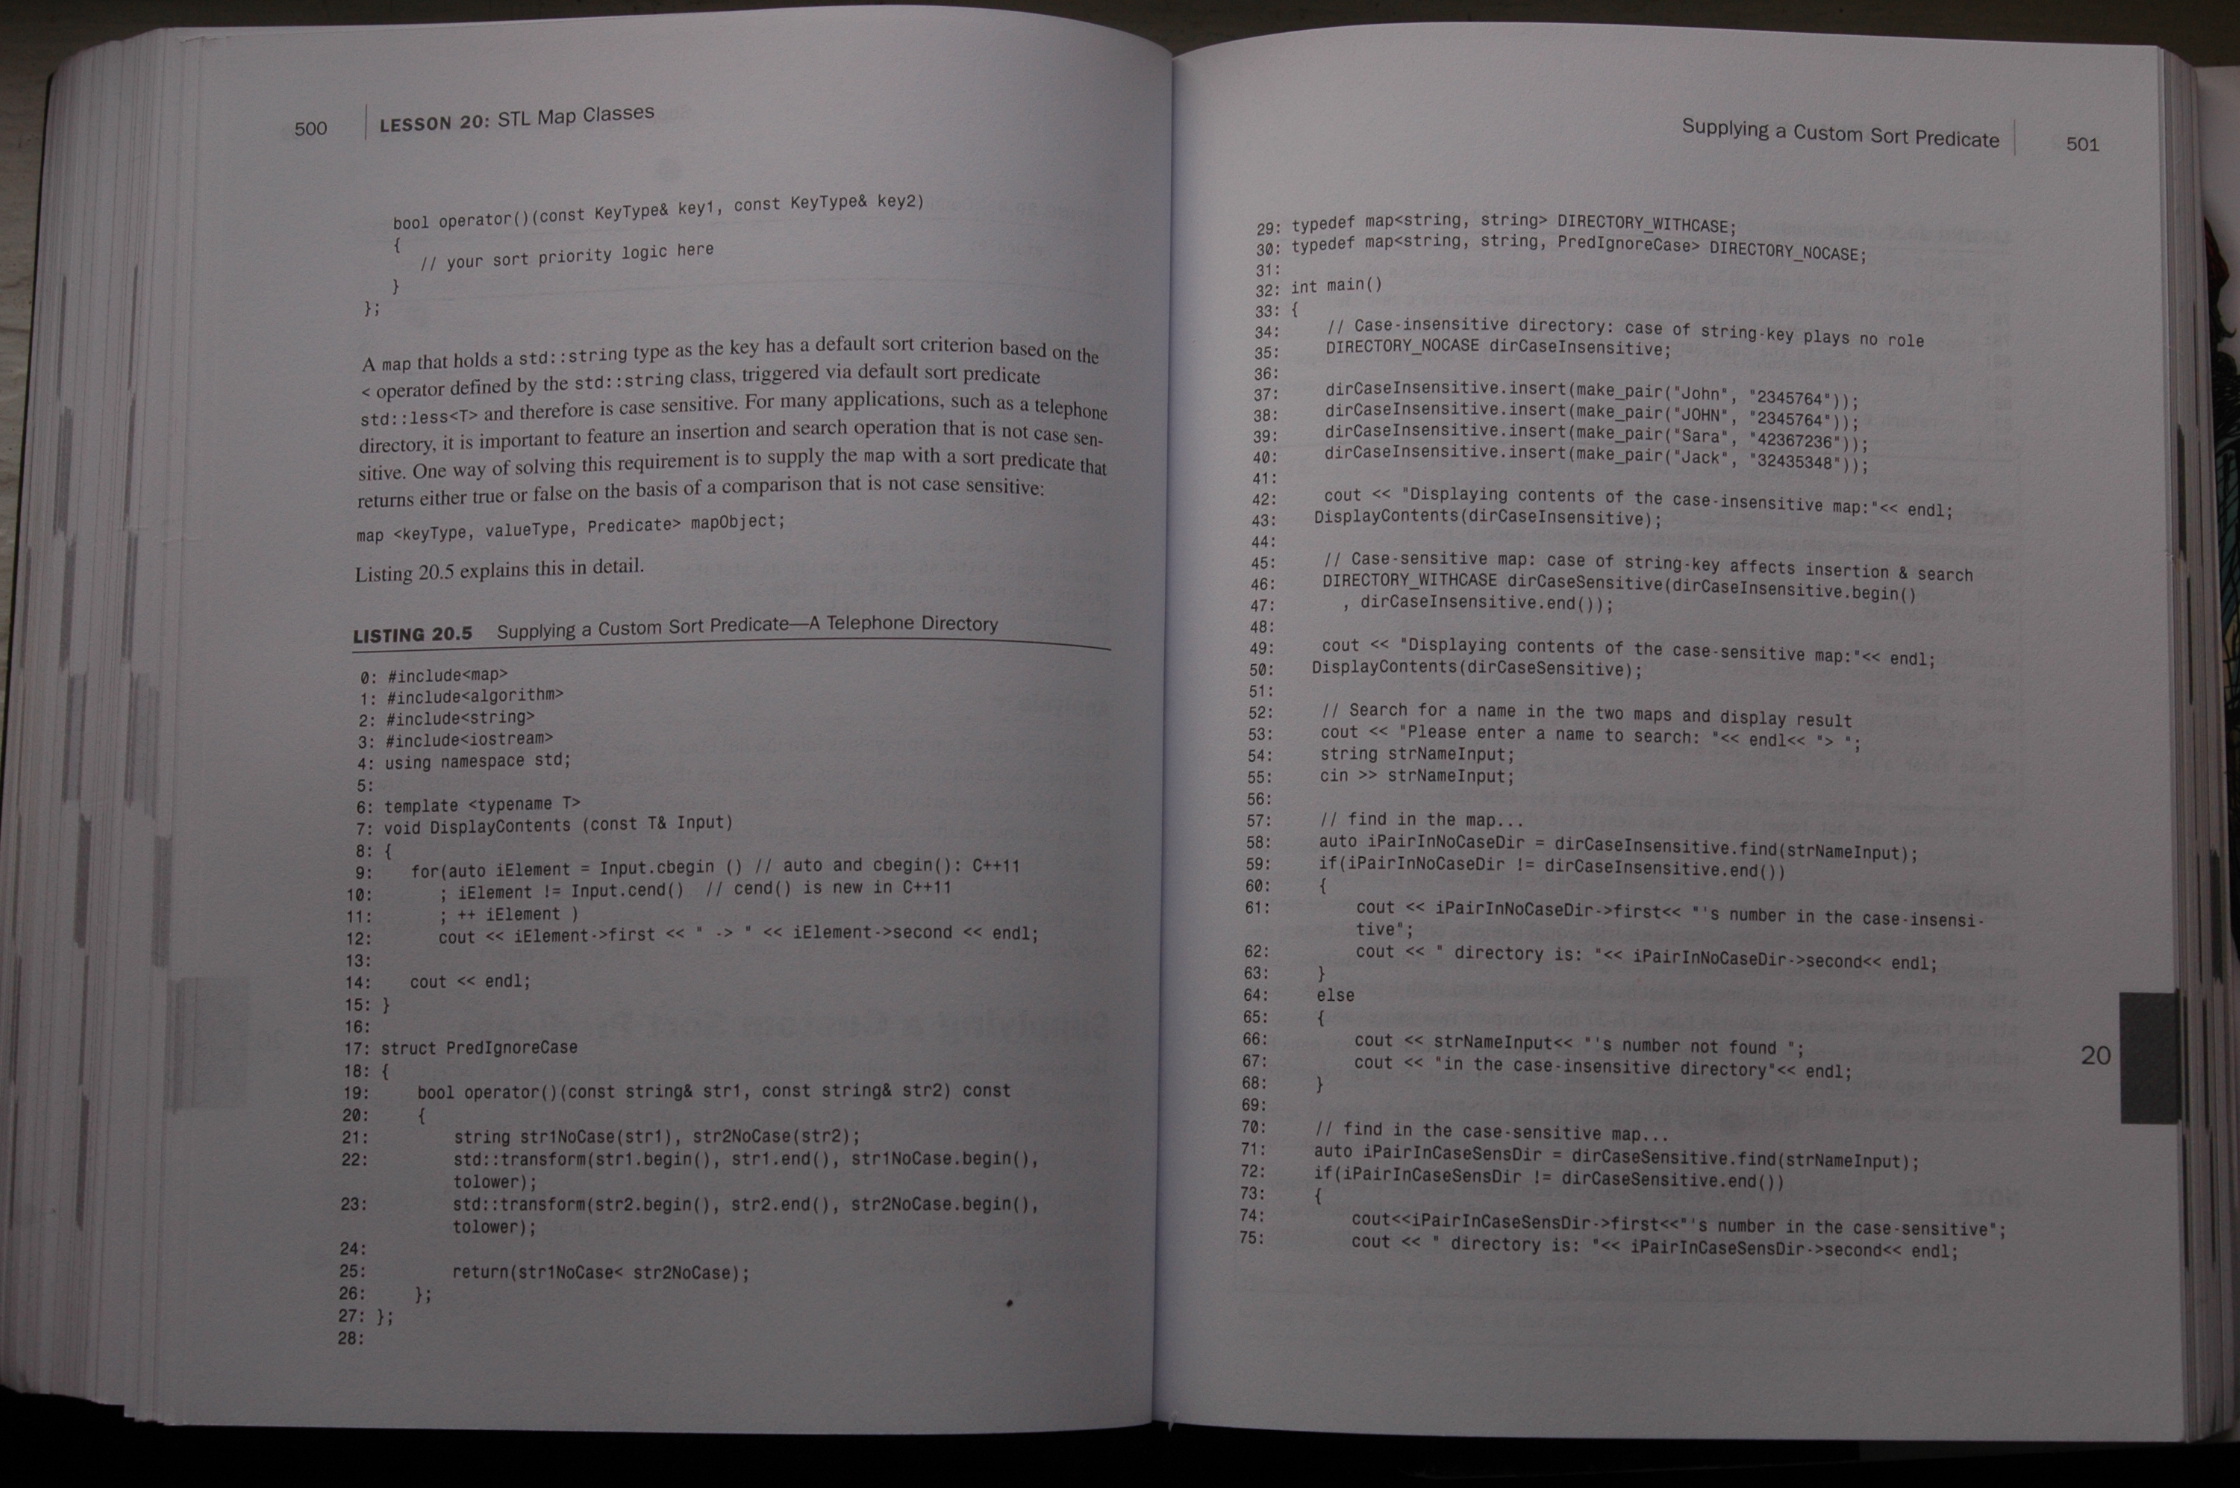 500 LESSON 20: STL Map Classes
bool operator()(const KeyType& key1, const KeyType& key2)
{
// your sort priority logic here
}
};
A map that holds a std::string type as the key has a default sort criterion based on the
< operator defined by the std::string class, triggered via default sort predicate
std::less<T> and therefore is case sensitive. For many applications, such as a telephone
directory, it is important to feature an insertion and search operation that is not case sen-
sitive. One way of solving this requirement is to supply the map with a sort predicate that
returns either true or false on the basis of a comparison that is not case sensitive:
map <keyType, valueType, Predicate> mapObject;
Listing 20.5 explains this in detail.
LISTING 20.5 Supplying a Custom Sort Predicate—A Telephone Directory
0: #include<map>
1: #include<algorithm>
2: #include<string>
3: #include<iostream>
4: using namespace std;
5:
6: template <typename T>
7: void DisplayContents (const T& Input)
8: {
9: for(auto iElement = Input.cbegin () // auto and cbegin(): C++11
10: ; iElement != Input.cend() // cend() is new in C++11
11: ; ++ iElement )
12: cout << iElement->first << " -> " << iElement->second << endl;
13:
14: cout << endl;
15: }
16:
17: struct PredIgnoreCase
18: {
19: bool operator()(const string& str1, const string& str2) const
20: {
21: string str1NoCase(str1), str2NoCase(str2);
22: std::transform(str1.begin(), str1.end(), str1NoCase.begin(),
tolower);
23: std::transform(str2.begin(), str2.end(), str2NoCase.begin(),
tolower);
24:
25: return(str1NoCase< str2NoCase);
26: };
27: };
28:
Supplying a Custom Sort Predicate 501
29: typedef map<string, string> DIRECTORY_WITHCASE;
30: typedef map<string, string, PredIgnoreCase> DIRECTORY_NOCASE;
31:
32: int main()
33: {
34: // Case-insensitive directory: case of string-key plays no role
35: DIRECTORY_NOCASE dirCaseInsensitive;
36:
37: dirCaseInsensitive.insert(make_pair("John", "2345764"));
38: dirCaseInsensitive.insert(make_pair("JOHN", "2345764"));
39: dirCaseInsensitive.insert(make_pair("Sara", "42367236"));
40: dirCaseInsensitive.insert(make_pair("Jack", "32435348"));
41:
42: cout << "Displaying contents of the case-insensitive map:"<< endl;
43: DisplayContents(dirCaseInsensitive);
44:
45: // Case-sensitive map: case of string-key affects insertion & search
46: DIRECTORY_WITHCASE dirCaseSensitive(dirCaseInsensitive.begin()
47: , dirCaseInsensitive.end());
48:
49: cout << "Displaying contents of the case-sensitive map:"<< endl;
50: DisplayContents(dirCaseSensitive);
51:
52: // Search for a name in the two maps and display result
53: cout << "Please enter a name to search: "<< endl<< "> ";
54: string strNameInput;
55: cin >> strNameInput;
56:
57: // find in the map...
58: auto iPairInNoCaseDir = dirCaseInsensitive.find(strNameInput);
59: if(iPairInNoCaseDir != dirCaseInsensitive.end())
60: {
61: cout << iPairInNoCaseDir->first<< "'s number in the case-insensi-
tive";
62: cout << " directory is: "<< iPairInNoCaseDir->second<< endl;
63: }
64: else
65: {
66: cout << strNameInput<< "'s number not found ";
67: cout << "in the case-insensitive directory"<< endl;
68: }
69:
70: // find in the case-sensitive map...
71: auto iPairInCaseSensDir = dirCaseSensitive.find(strNameInput);
72: if(iPairInCaseSensDir != dirCaseSensitive.end())
73: {
74: cout<<iPairInCaseSensDir->first<<"'s number in the case-sensitive";
75: cout << " directory is: "<< iPairInCaseSensDir->second<< endl;
20